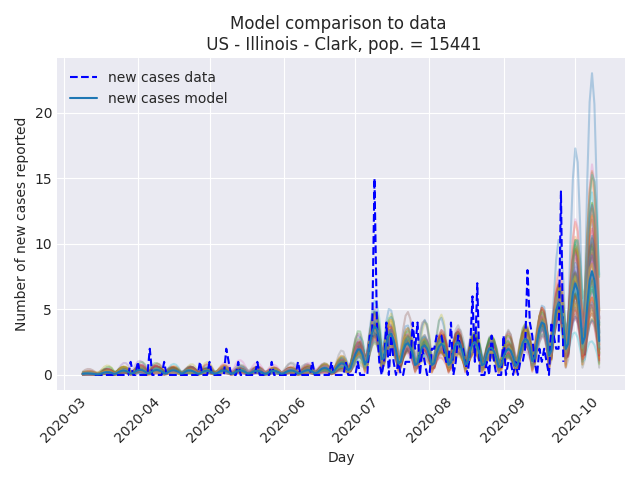 Model comparison to data
US - Illinois - Clark, pop. = 15441
new cases data
new cases model
Number of new cases reported
20
15
10
5
0
2020-03
2020-04
2020-05
2020-06
2020-07
2020-08
2020-09
2020-10
Day